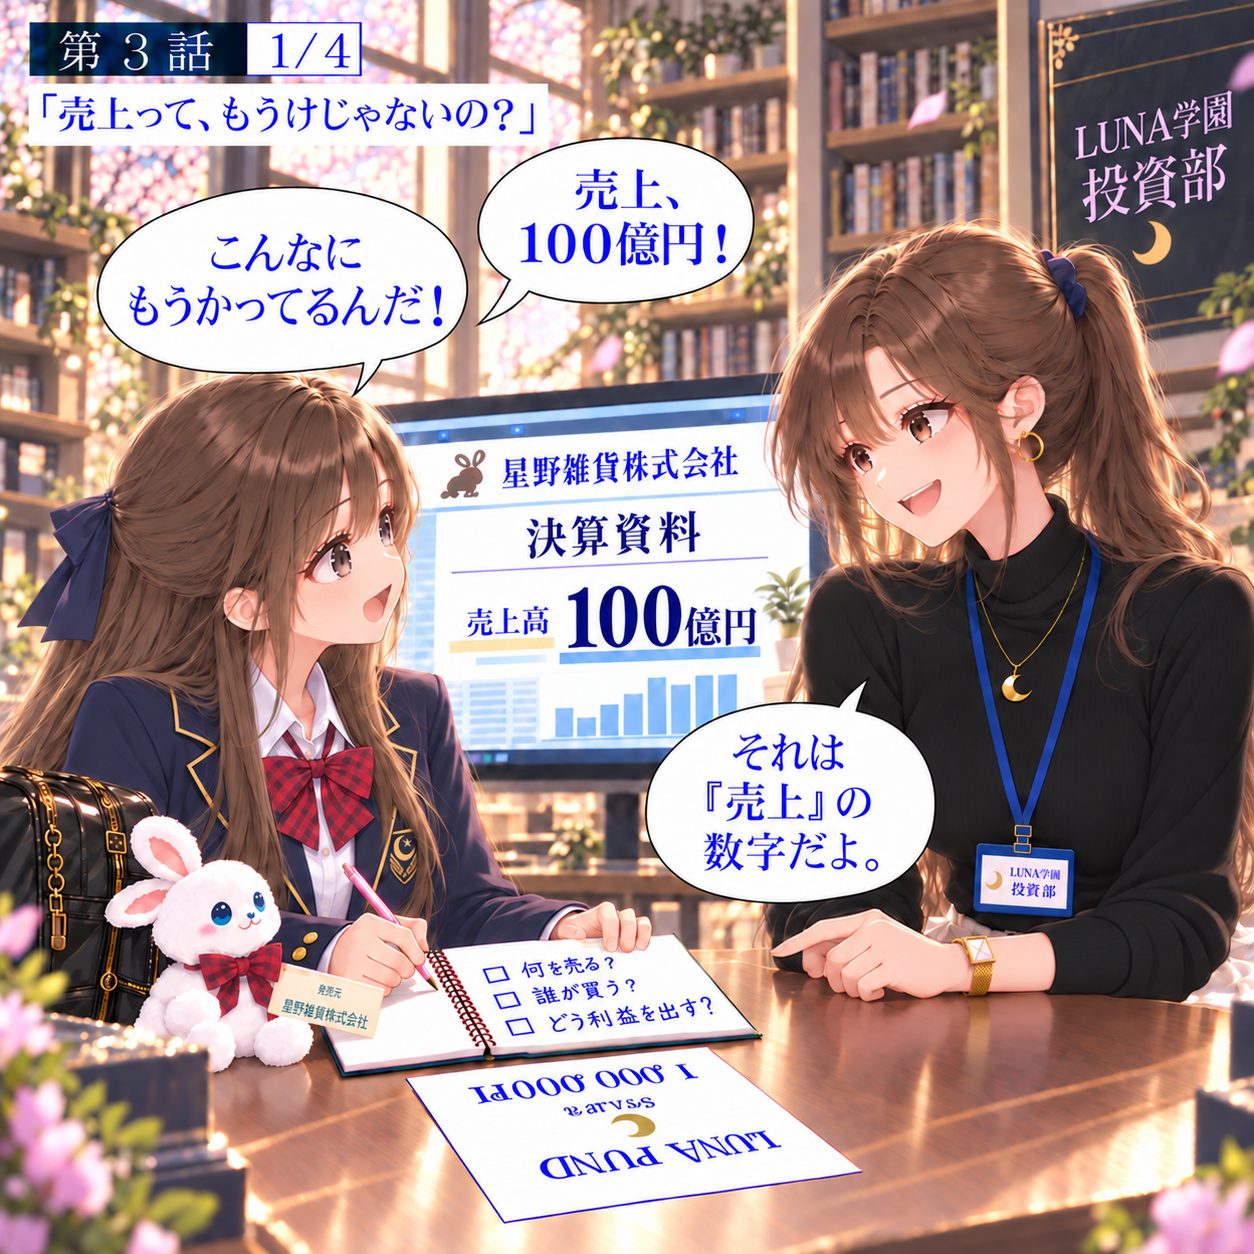 第3話 1/4
「売上って、もうけじゃないの?」
売上、
100億円!
こんなに
もうかってるんだ!
LUNA学園
投資部
星野雑貨株式会社
決算資料
売上高 100億円
それは
『売上』の
数字だよ。
LUNA学園
投資部
発売元
星野雑貨株式会社
何を売る?
誰が買う?
どう利益を出す?
LUNA FUND
1 000 000PI